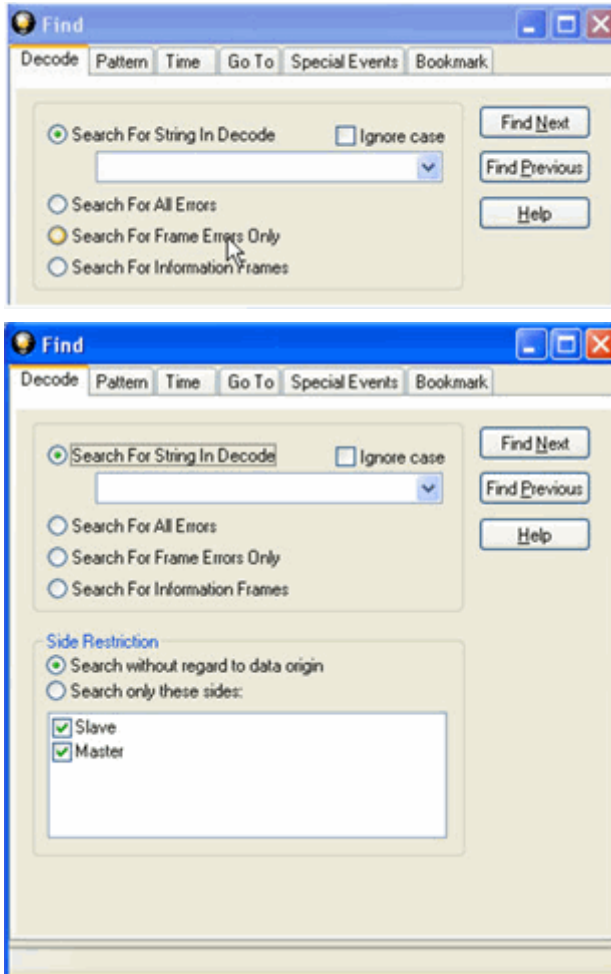 Find
Decode Pattern Time Go To Special Events Bookmark
Search For String In Decode Ignore case Find Next
Find Previous
Search For All Errors
Help
Search For Frame Errors Only
Search For Information Frames
Find
Decode Pattern Time Go To Special Events Bookmark
Search For String In Decode Ignore case Find Next
Find Previous
Search For All Errors
Help
Search For Frame Errors Only
Search For Information Frames
Side Restriction
Search without regard to data origin
Search only these sides:
Slave
Master